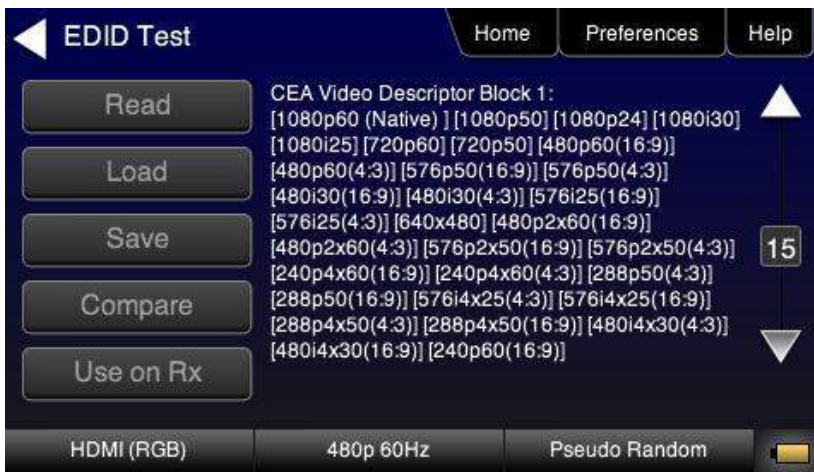 EDID Test
Home
Preferences
Help
Read
Load
Save
Compare
Use on Rx
CEA Video Descriptor Block 1:
[1080p60 (Native) ] [1080p50] [1080p24] [1080i30]
[1080i25] [720p60] [720p50] [480p60(16:9)]
[480p60(4:3)] [576p50(16:9)] [576p50(4:3)]
[480i30(16:9)] [480i30(4:3)] [576i25(16:9)]
[576i25(4:3)] [640x480] [480p2x60(16:9)]
[480p2x60(4:3)] [576p2x50(16:9)] [576p2x50(4:3)]
[240p4x60(16:9)] [240p4x60(4:3)] [288p50(4:3)]
[288p50(16:9)] [576i4x25(4:3)] [576i4x25(16:9)]
[288p4x50(4:3)] [288p4x50(16:9)] [480i4x30(4:3)]
[480i4x30(16:9)] [240p60(16:9)]
15
HDMI (RGB)
480p 60Hz
Pseudo Random